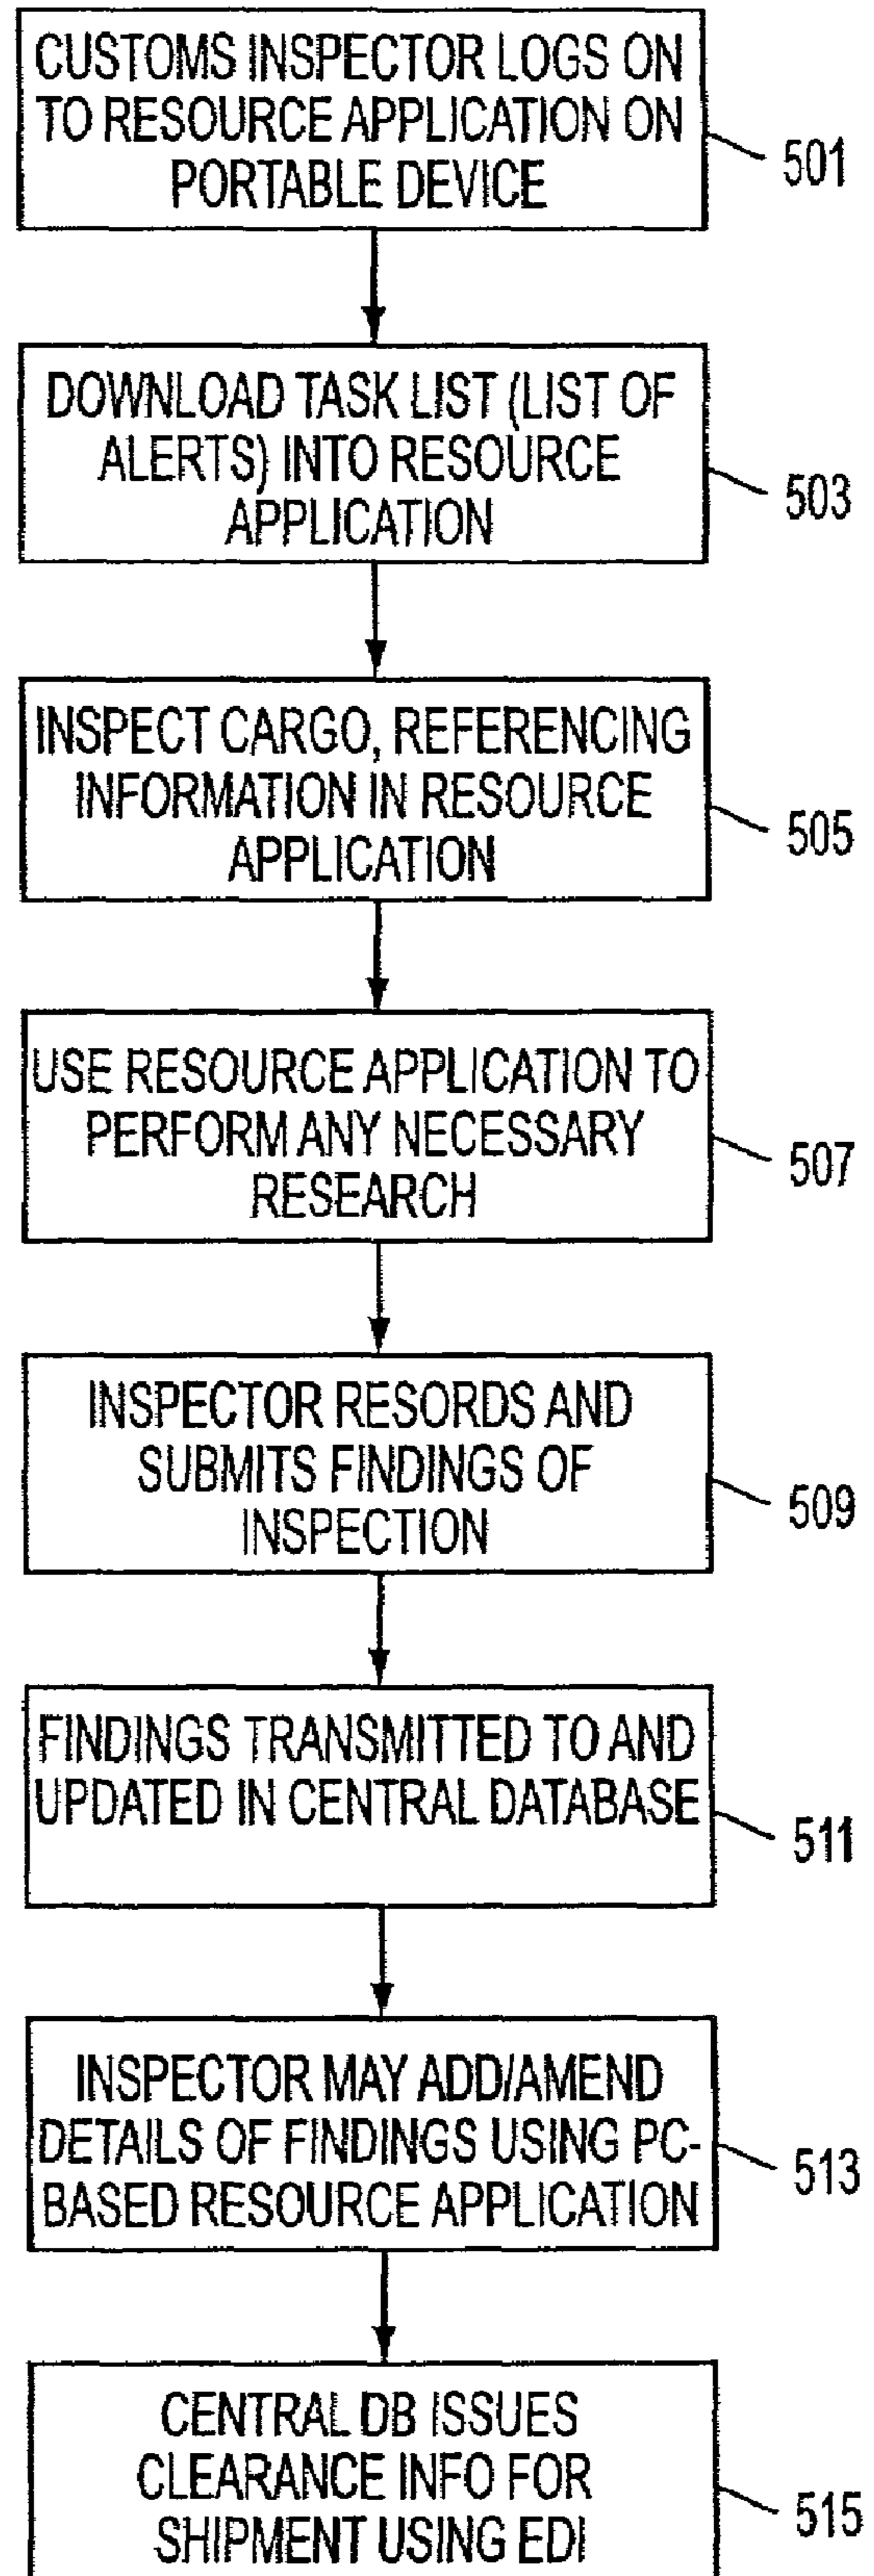 CUSTOMS INSPECTOR LOGS ON
TO RESOURCE APPLICATION ON
PORTABLE DEVICE
501
DOWNLOAD TASK LIST (LIST OF
ALERTS) INTO RESOURCE
APPLICATION
503
INSPECT CARGO, REFERENCING
INFORMATION IN RESOURCE
APPLICATION
505
USE RESOURCE APPLICATION TO
PERFORM ANY NECESSARY
RESEARCH
507
INSPECTOR RESORDS AND
SUBMITS FINDINGS OF
INSPECTION
509
FINDINGS TRANSMITTED TO AND
UPDATED IN CENTRAL DATABASE
511
INSPECTOR MAY ADD/AMEND
DETAILS OF FINDINGS USING PC-
BASED RESOURCE APPLICATION
513
CENTRAL DB ISSUES
CLEARANCE INFO FOR
SHIPMENT USING EDI
515